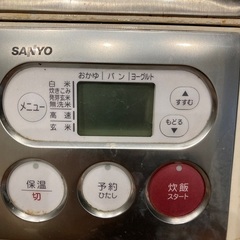 SANYO
おかゆ | パン | ヨーグルト
白米
炊きこみ
発芽玄米
無洗米
高速
玄米
メニュー
すすむ
もどる
保温
切
予約
ひたし
炊飯
スタート